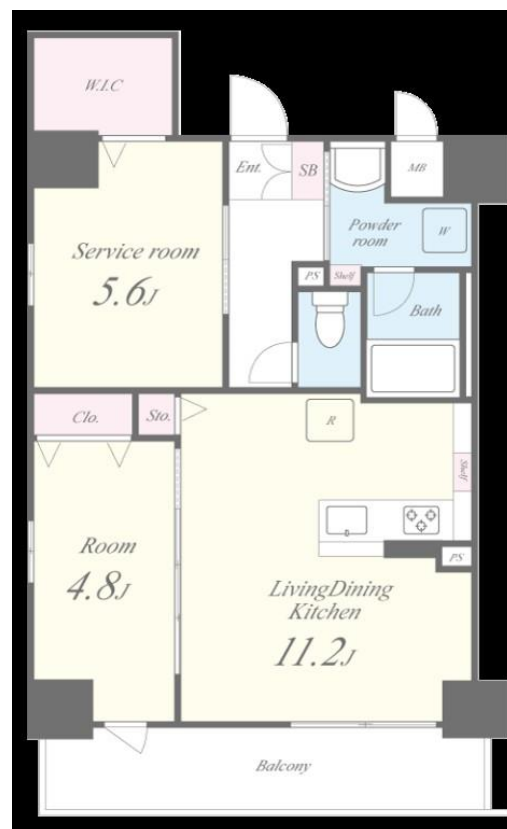 W.I.C
Ent.
SB
MB
Service room
5.6J
Powder
room
W
PS
Shelf
Bath
Clo.
Sto.
R
Shelf
Room
4.8J
PS
LivingDining
Kitchen
11.2J
Balcony